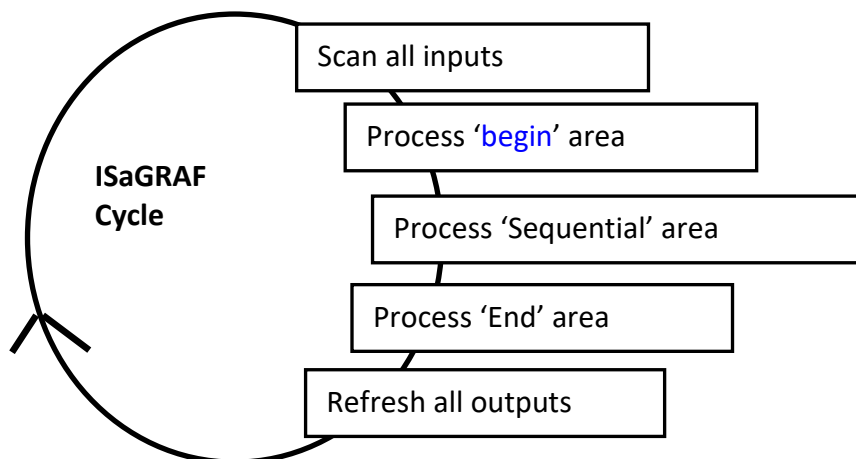 Scan all inputs
Process ‘begin’ area
ISaGRAF
Cycle
Process ‘Sequential’ area
Process ‘End’ area
Refresh all outputs